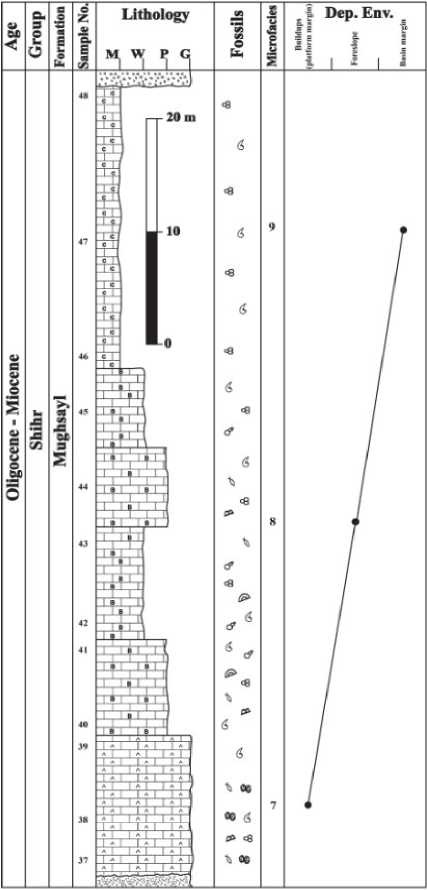 Age
Group
Formation
Sample No.
Lithology
M W P G
Fossils
Microfacies
Dep. Env.
Buildups
(platform margin)
Foreslope
Basin margin
Oligocene - Miocene
Shihr
Mughsayl
48
47
46
45
44
43
42
41
40
39
38
37
20 m
10
0
9
8
7